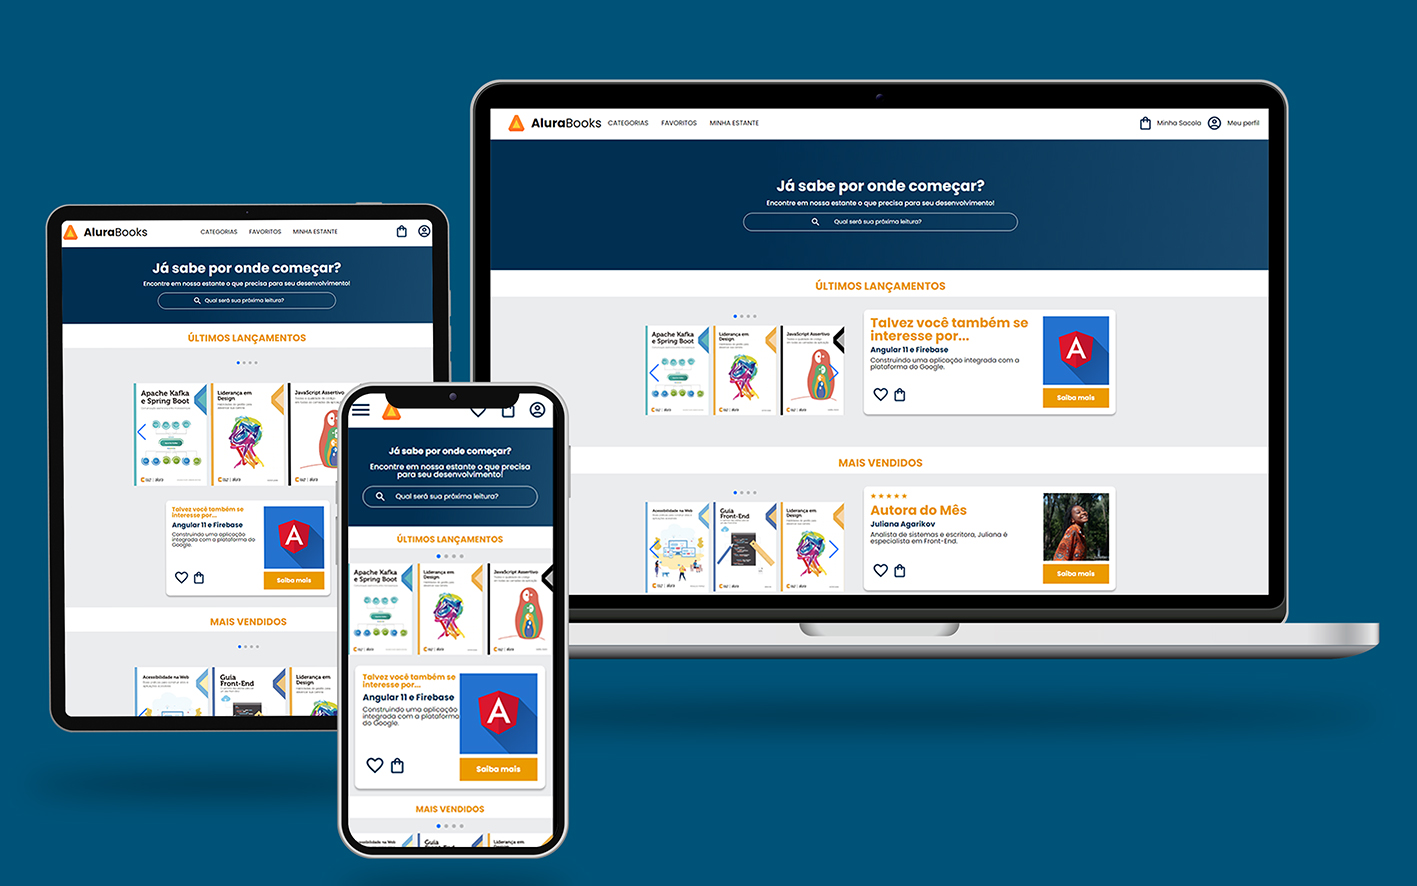 AluraBooks
CATEGORIAS
FAVORITOS
MINHA ESTANTE
Minha Sacola
Meu perfil
Já sabe por onde começar?
Encontre em nossa estante o que precisa para seu desenvolvimento!
Qual será sua próxima leitura?
ÚLTIMOS LANÇAMENTOS
Apache Kafka
e Spring Boot
Liderança em
Design
JavaScript Assertivo
Talvez você também se
interesse por...
Angular 11 e Firebase
Construindo uma aplicação integrada com a
plataforma do Google.
Saiba mais
MAIS VENDIDOS
Acessibilidade na Web
Guia
Front-End
Liderança em
Design
Autora do Mês
Juliana Agarikov
Analista de sistemas e escritora, Juliana é
especialista em Front-End.
Saiba mais
AluraBooks
CATEGORIAS
FAVORITOS
MINHA ESTANTE
Já sabe por onde começar?
Encontre em nossa estante o que precisa para seu desenvolvimento!
Qual será sua próxima leitura?
ÚLTIMOS LANÇAMENTOS
Apache Kafka
e Spring Boot
Liderança em
Design
JavaScript Assertivo
Talvez você também se
interesse por...
Angular 11 e Firebase
Construindo uma aplicação
integrada com a plataforma do
Google.
Saiba mais
MAIS VENDIDOS
Acessibilidade na Web
Guia
Front-End
Liderança em
Design
Já sabe por onde começar?
Encontre em nossa estante o que precisa
para seu desenvolvimento!
Qual será sua próxima leitura?
ÚLTIMOS LANÇAMENTOS
Apache Kafka
e Spring Boot
Liderança em
Design
JavaScript Assertivo
Talvez você também se
interesse por...
Angular 11 e Firebase
Construindo uma aplicação
integrada com a plataforma
do Google.
Saiba mais
MAIS VENDIDOS
Guia
Front-End
Liderança em
Design